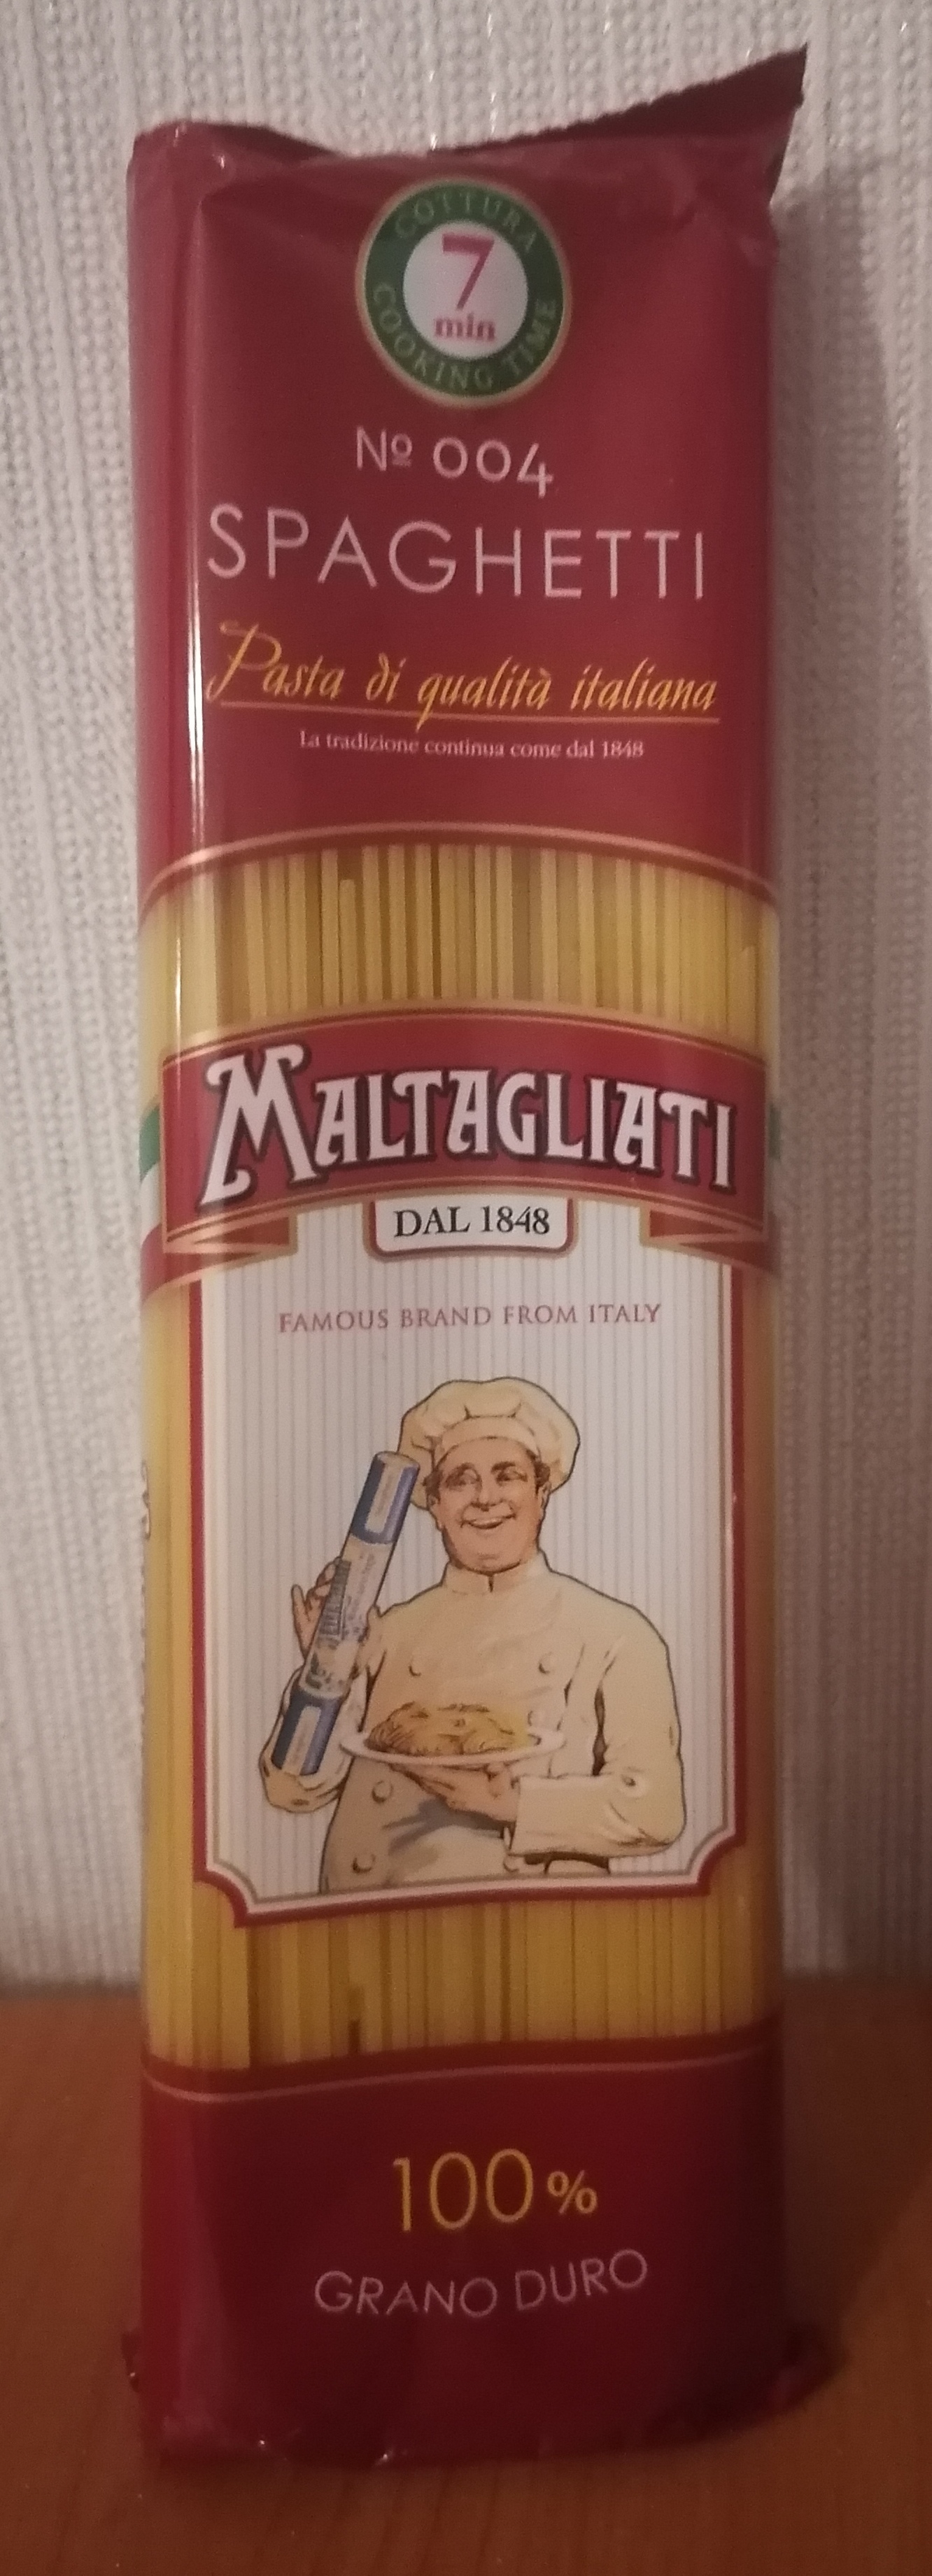 COTTURA
7
min
COOKING TIME
Nº 004
SPAGHETTI
Pasta di qualità italiana
La tradizione continua come dal 1848
MALTAGLIATI
DAL 1848
FAMOUS BRAND FROM ITALY
100%
GRANO DURO